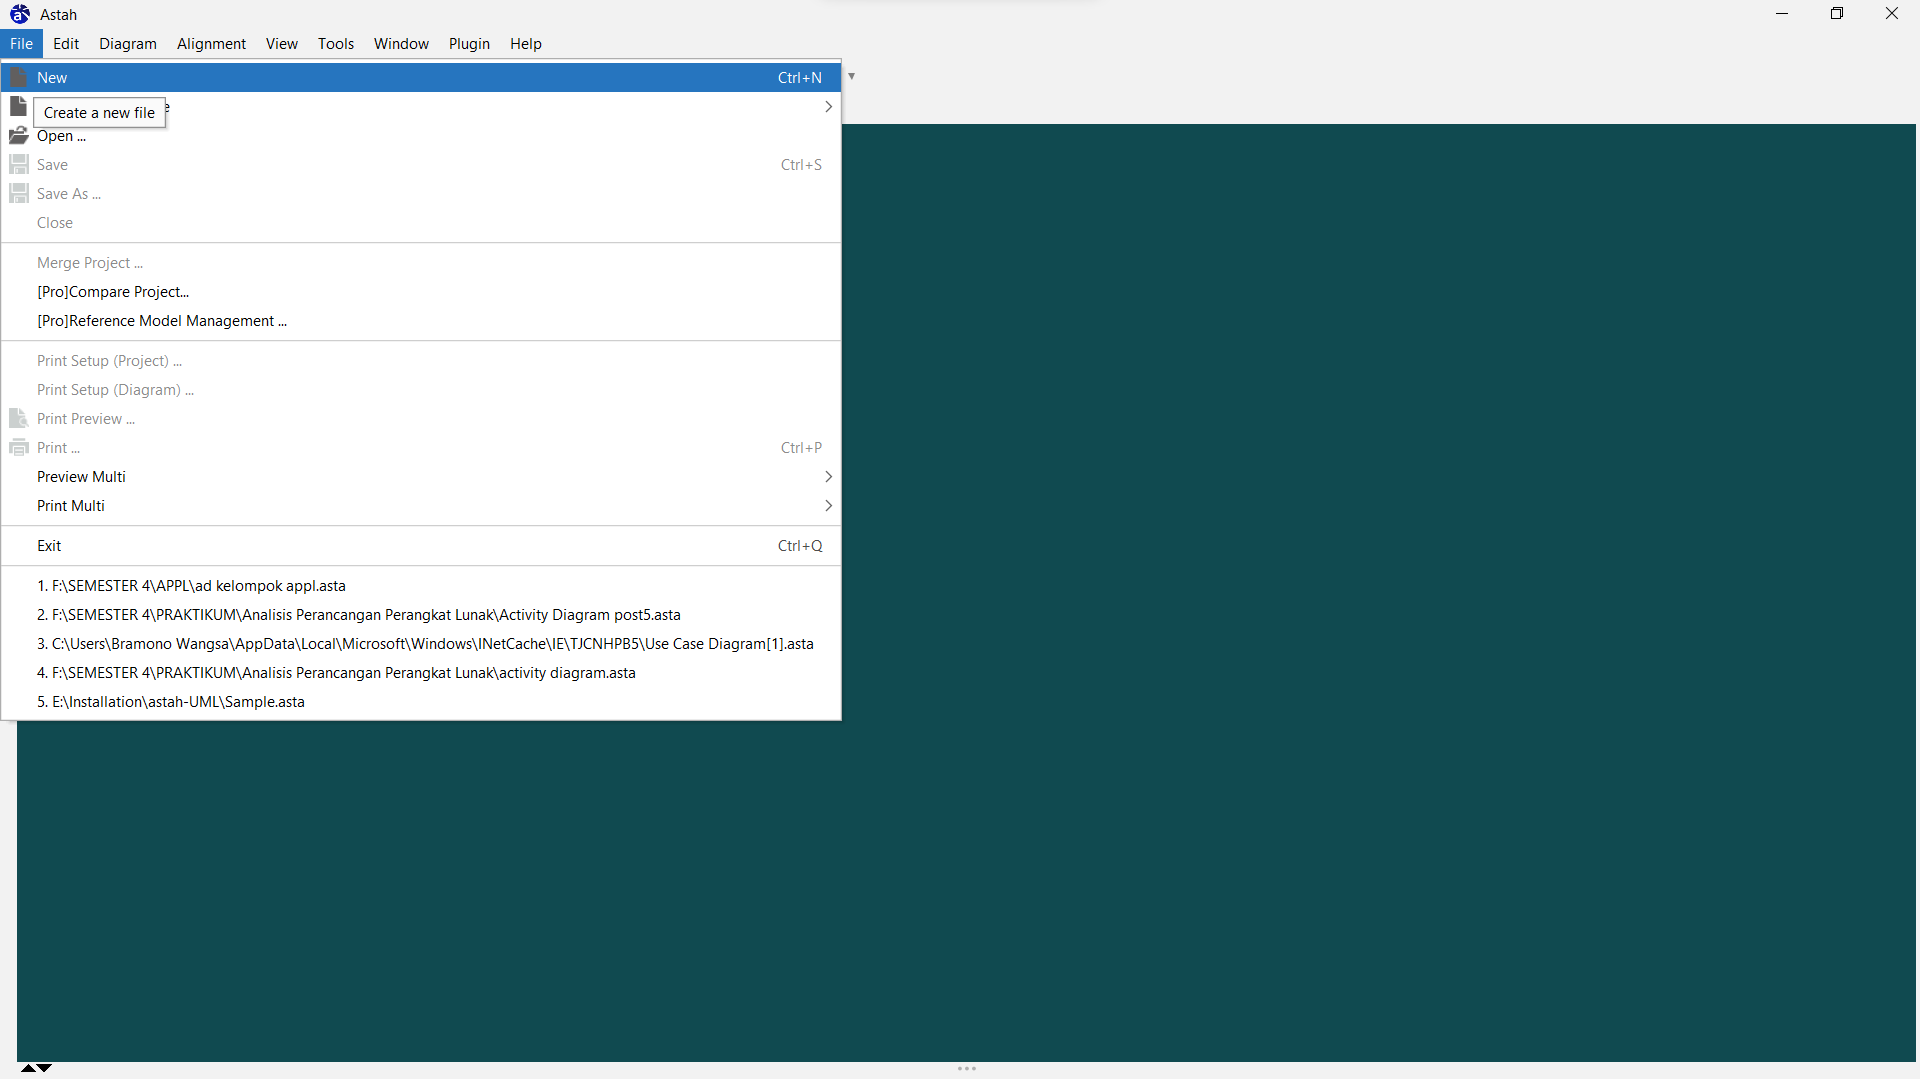 Astah
File Edit Diagram Alignment View Tools Window Plugin Help
New Ctrl+N
Create a new file
Open ...
Save Ctrl+S
Save As ...
Close
Merge Project ...
[Pro]Compare Project...
[Pro]Reference Model Management ...
Print Setup (Project) ...
Print Setup (Diagram) ...
Print Preview ...
Print ... Ctrl+P
Preview Multi
Print Multi
Exit Ctrl+Q
1. F:\SEMESTER 4\APPL\ad kelompok appl.asta
2. F:\SEMESTER 4\PRAKTIKUM\Analisis Perancangan Perangkat Lunak\Activity Diagram post5.asta
3. C:\Users\Bramono Wangsa\AppData\Local\Microsoft\Windows\INetCache\IE\TJCNHPB5\Use Case Diagram[1].asta
4. F:\SEMESTER 4\PRAKTIKUM\Analisis Perancangan Perangkat Lunak\activity diagram.asta
5. E:\Installation\astah-UML\Sample.asta